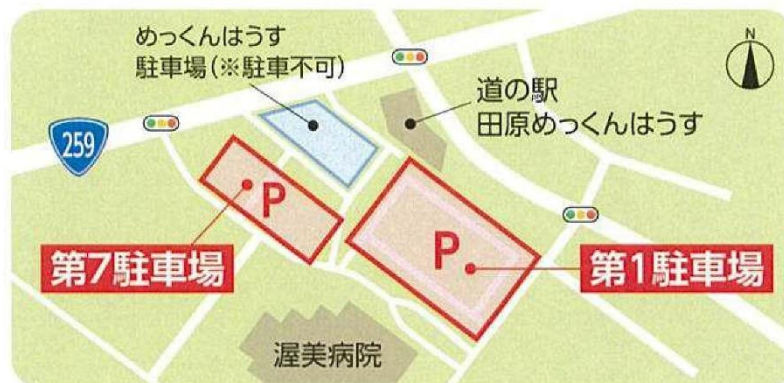 めっくんはうす
駐車場(※駐車不可)
N
道の駅
田原めっくんはうす
259
P
P
第7駐車場
第1駐車場
渥美病院